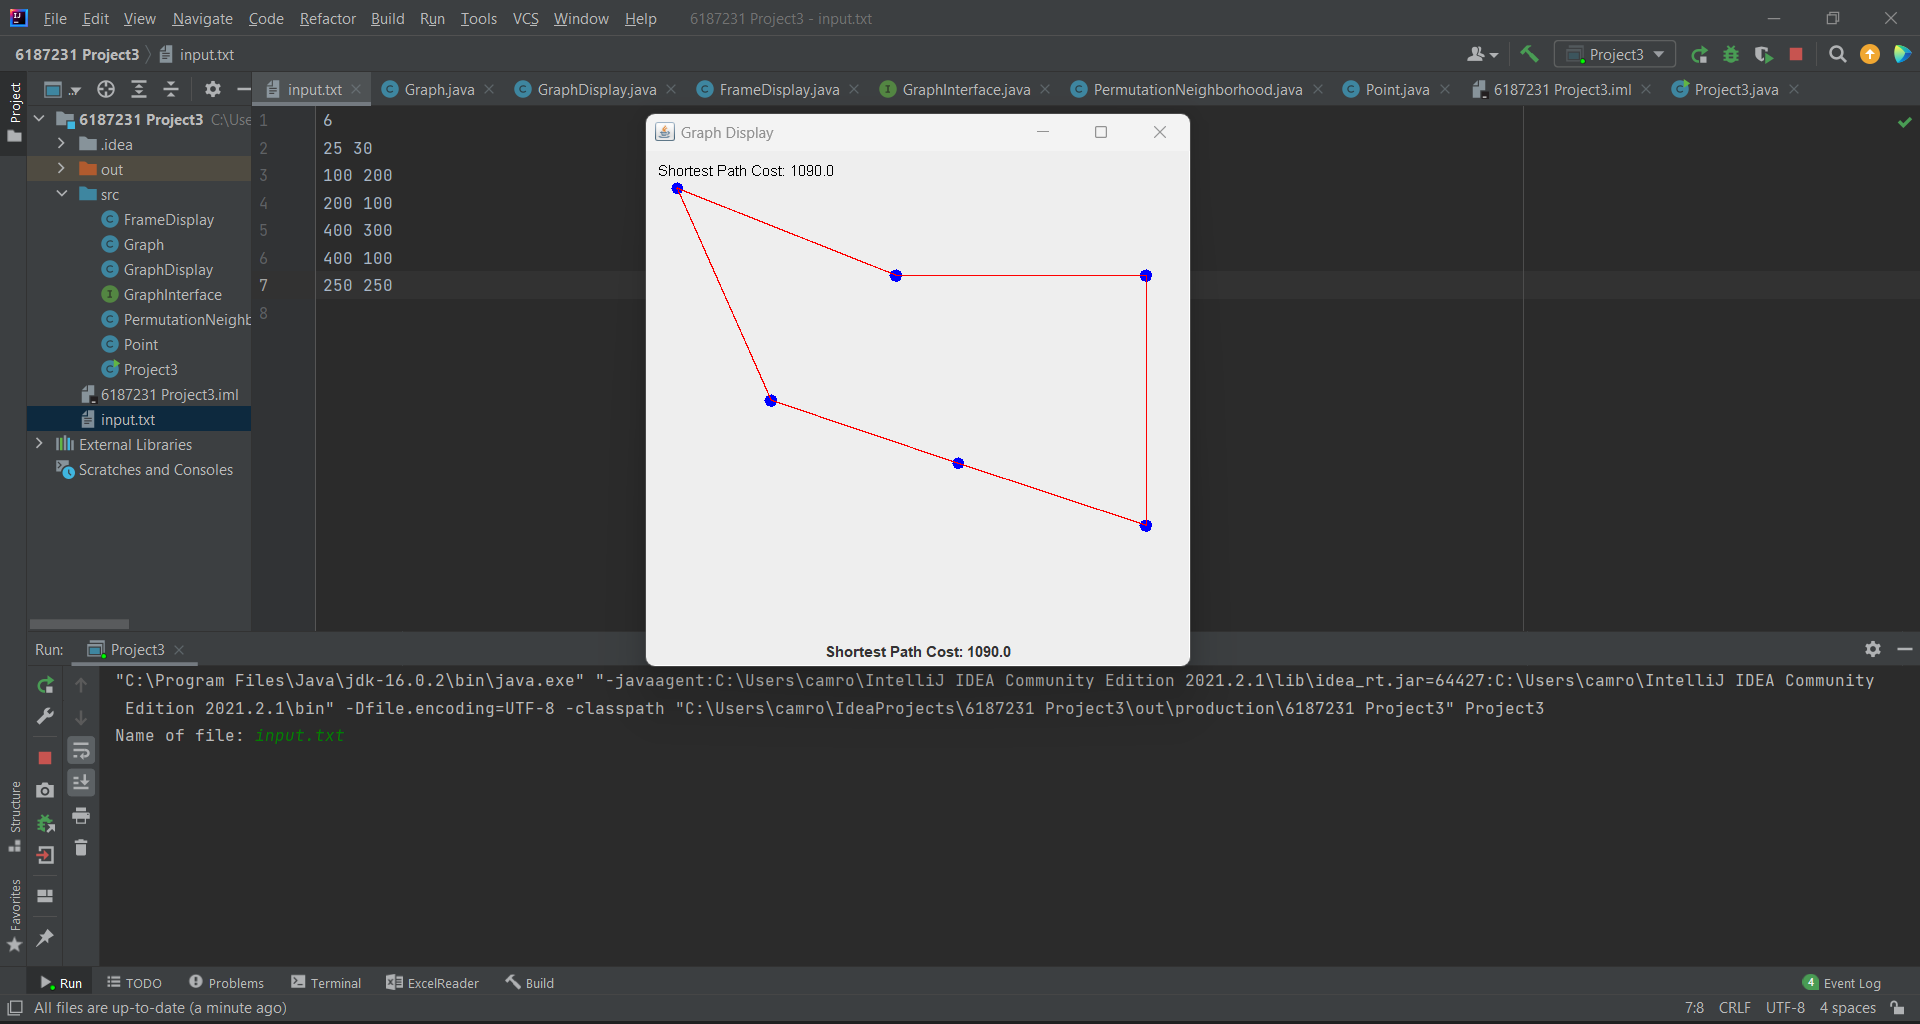 File Edit View Navigate Code Refactor Build Run Tools VCS Window Help 6187231 Project3 - input.txt
6187231 Project3 input.txt
Project3
Project
input.txt Graph.java GraphDisplay.java FrameDisplay.java GraphInterface.java PermutationNeighborhood.java Point.java 6187231 Project3.iml Project3.java
6187231 Project3 C:\Use
.idea
out
src
FrameDisplay
Graph
GraphDisplay
GraphInterface
PermutationNeighb
Point
Project3
6187231 Project3.iml
input.txt
External Libraries
Scratches and Consoles
1 6
2 25 30
3 100 200
4 200 100
5 400 300
6 400 100
7 250 250
8
Graph Display
Shortest Path Cost: 1090.0
Shortest Path Cost: 1090.0
Run: Project3
"C:\Program Files\Java\jdk-16.0.2\bin\java.exe" "-javaagent:C:\Users\camro\IntelliJ IDEA Community Edition 2021.2.1\lib\idea_rt.jar=64427:C:\Users\camro\IntelliJ IDEA Community
Edition 2021.2.1\bin" -Dfile.encoding=UTF-8 -classpath "C:\Users\camro\IdeaProjects\6187231 Project3\out\production\6187231 Project3" Project3
Name of file: input.txt
Structure
Favorites
Run TODO Problems Terminal ExcelReader Build 4 Event Log
All files are up-to-date (a minute ago) 7:8 CRLF UTF-8 4 spaces